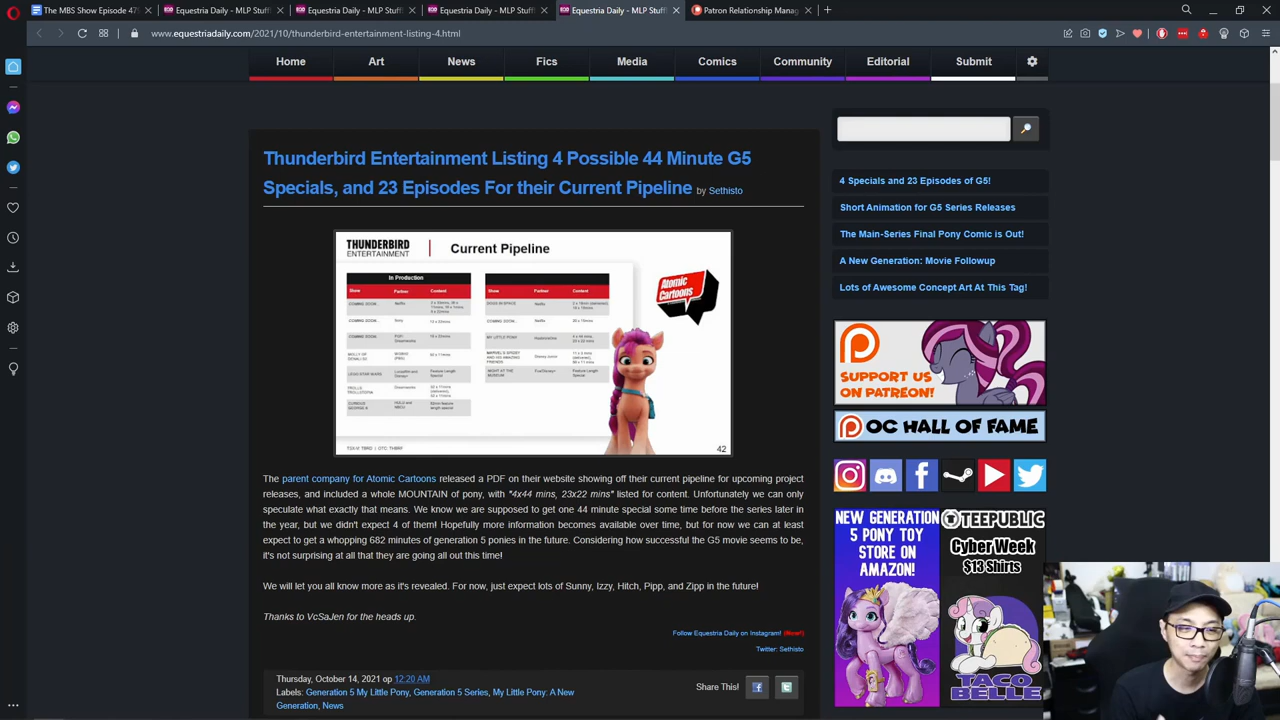 The MBS Show Episode 475
Equestria Daily - MLP Stuff!
Equestria Daily - MLP Stuff!
Equestria Daily - MLP Stuff!
Equestria Daily - MLP Stuff!
Patron Relationship Manag
www.equestriadaily.com/2021/10/thunderbird-entertainment-listing-4.html
Home
Art
News
Fics
Media
Comics
Community
Editorial
Submit
Thunderbird Entertainment Listing 4 Possible 44 Minute G5
Specials, and 23 Episodes For their Current Pipeline by Sethisto
THUNDERBIRD
ENTERTAINMENT
Current Pipeline
In Production
Show
Partner
Content
Show
Partner
Content
Atomic
Cartoons
42
The parent company for Atomic Cartoons released a PDF on their website showing off their current pipeline for upcoming project
releases, and included a whole MOUNTAIN of pony, with "4x44 mins, 23x22 mins" listed for content. Unfortunately we can only
speculate what exactly that means. We know we are supposed to get one 44 minute special some time before the series later in
the year, but we didn't expect 4 of them! Hopefully more information becomes available over time, but for now we can at least
expect to get a whopping 682 minutes of generation 5 ponies in the future. Considering how successful the G5 movie seems to be,
it's not surprising at all that they are going all out this time!
We will let you all know more as it's revealed. For now, just expect lots of Sunny, Izzy, Hitch, Pipp, and Zipp in the future!
Thanks to VcSaJen for the heads up.
Follow Equestria Daily on Instagram! (New!)
Twitter: Sethisto
Thursday, October 14, 2021 op 12:20 AM
Labels: Generation 5 My Little Pony, Generation 5 Series, My Little Pony: A New
Generation, News
Share This!
4 Specials and 23 Episodes of G5!
Short Animation for G5 Series Releases
The Main-Series Final Pony Comic is Out!
A New Generation: Movie Followup
Lots of Awesome Concept Art At This Tag!
SUPPORT US
ON PATREON!
OC HALL OF FAME
NEW GENERATION
5 PONY TOY
STORE ON
AMAZON!
TEEPUBLIC
Cyber Week
$13 Shirts
TACO
BELLE